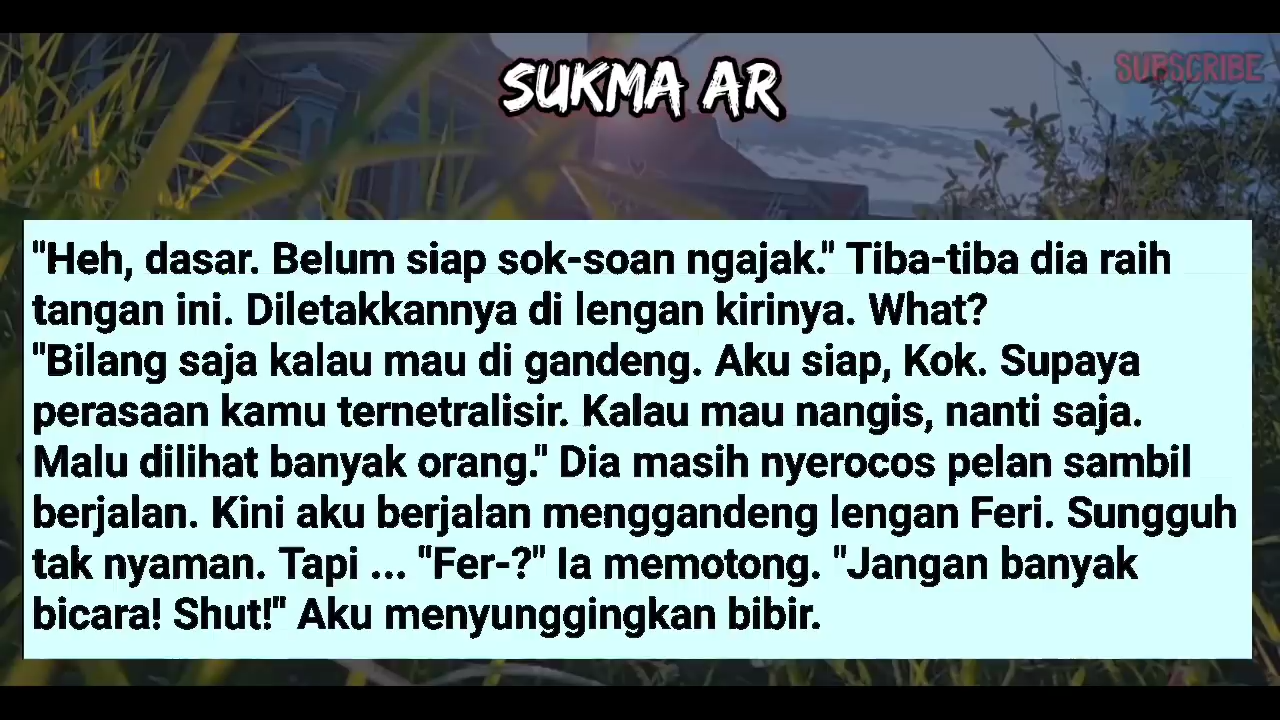 SUKMA AR
SUBSCRIBE
"Heh, dasar. Belum siap sok-soan ngajak." Tiba-tiba dia raih
tangan ini. Diletakkannya di lengan kirinya. What?
"Bilang saja kalau mau di gandeng. Aku siap, Kok. Supaya
perasaan kamu ternetralisir. Kalau mau nangis, nanti saja.
Malu dilihat banyak orang." Dia masih nyerocos pelan sambil
berjalan. Kini aku berjalan menggandeng lengan Feri. Sungguh
tak nyaman. Tapi ... "Fer-?" Ia memotong. "Jangan banyak
bicara! Shut!" Aku menyunggingkan bibir.